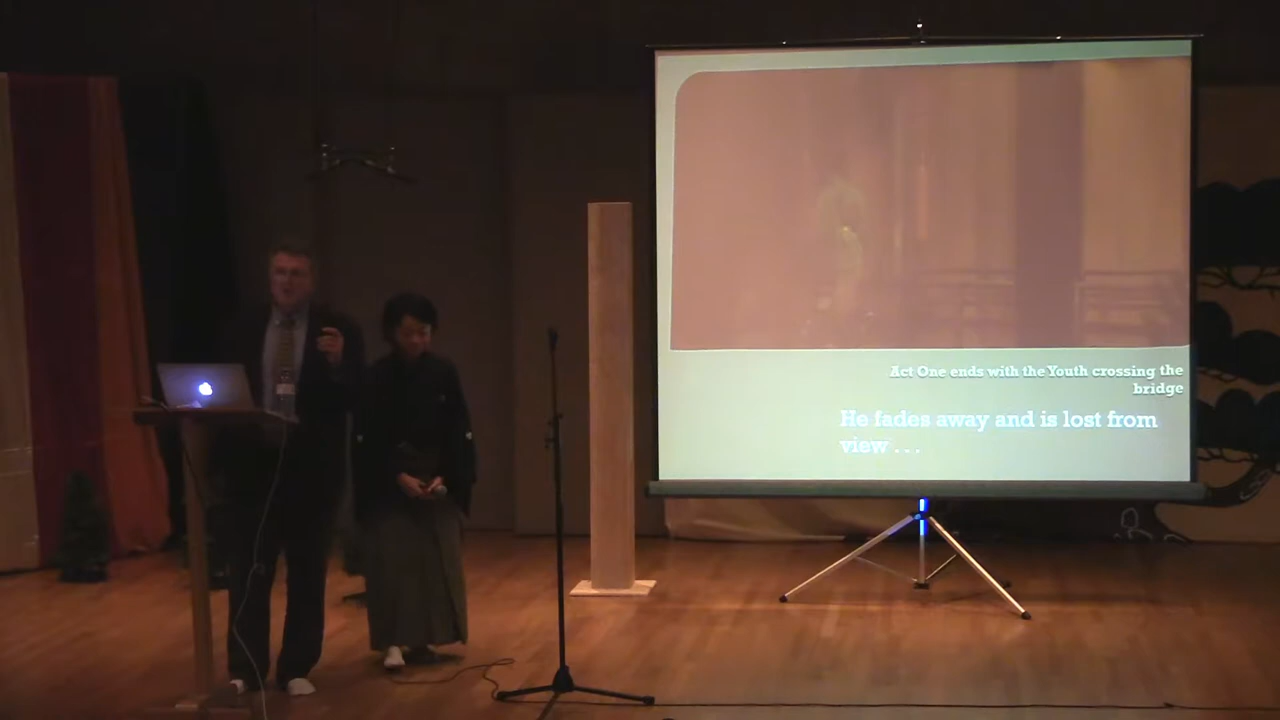 Act One ends with the Youth crossing the
bridge
He fades away and is lost from
view . . .